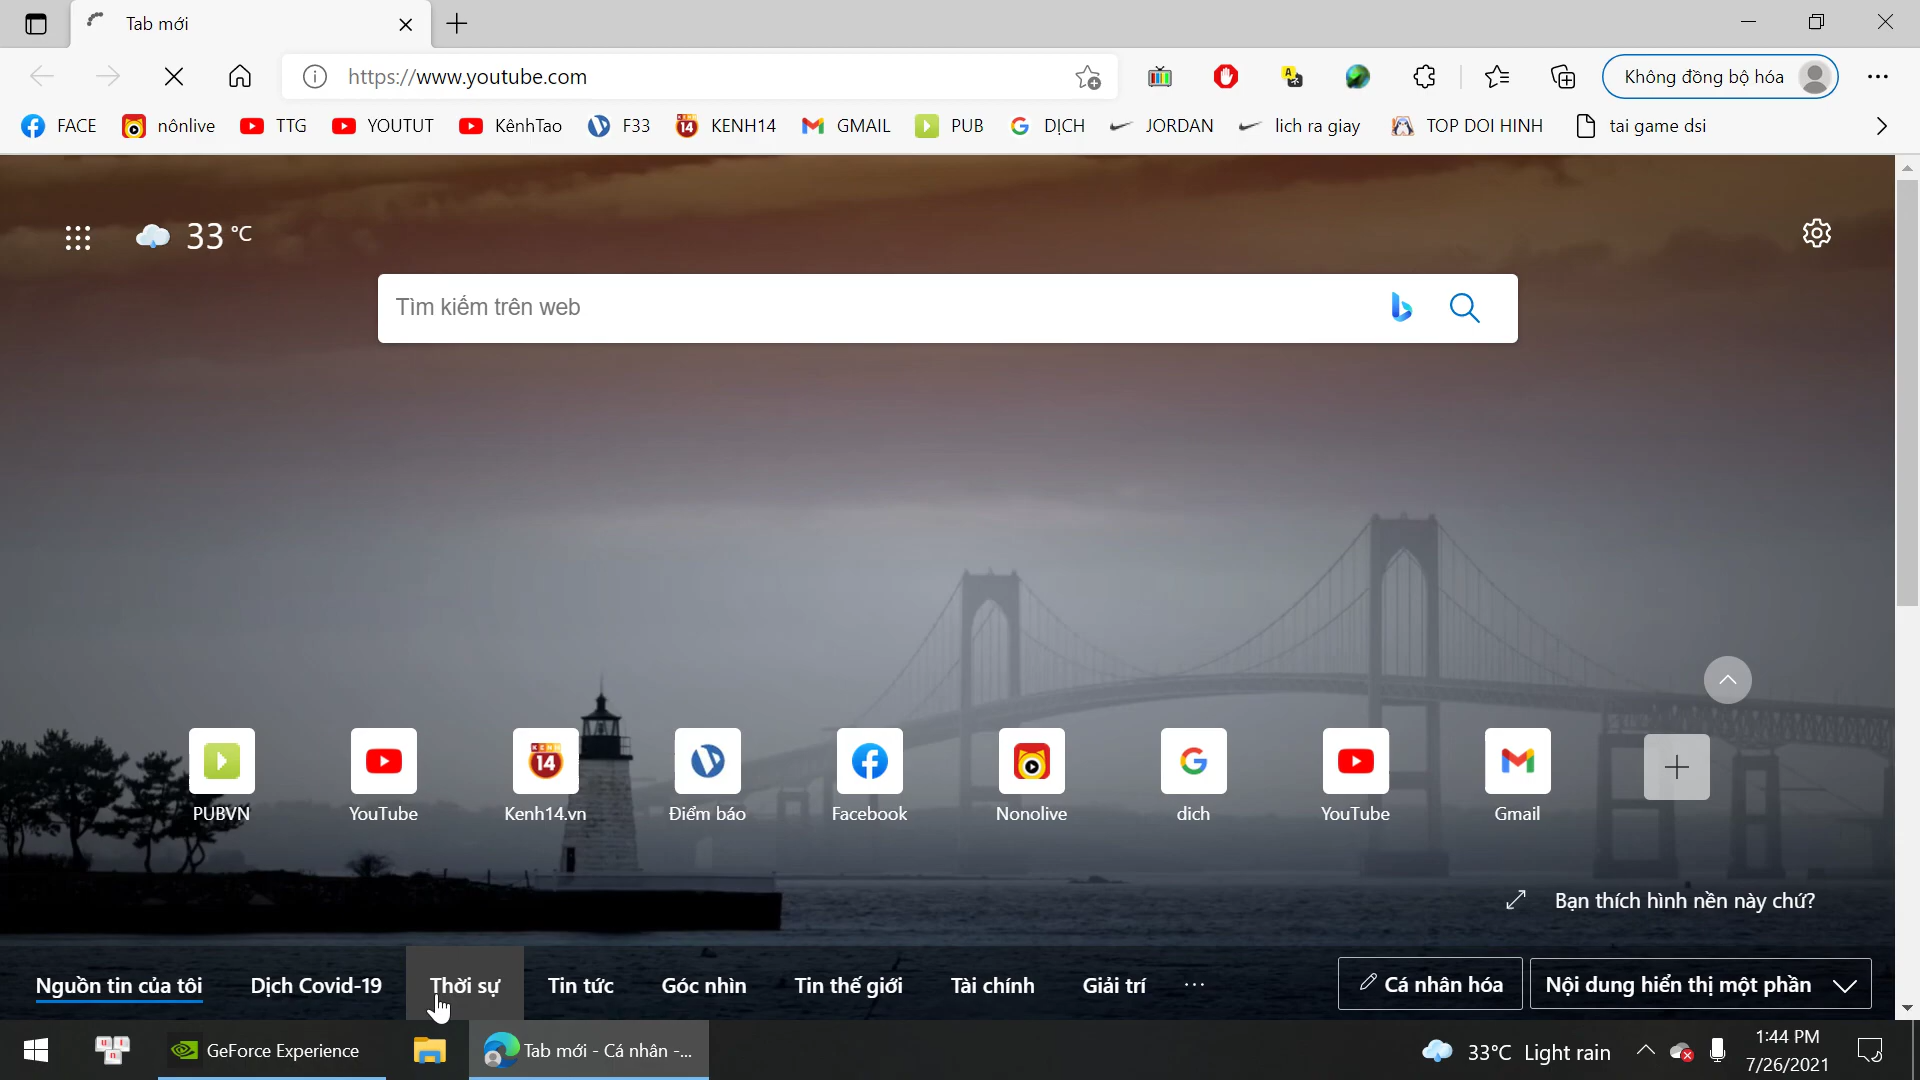 Tab mới
https://www.youtube.com
Không đồng bộ hóa
FACE nônlive TTG YOUTUT KênhTao F33 KENH14 GMAIL PUB DỊCH JORDAN lich ra giay TOP DOI HINH tai game dsi
33 °C
Tìm kiếm trên web
PUBVN YouTube Kenh14.vn Điểm báo Facebook Nonolive dich YouTube Gmail
Bạn thích hình nền này chứ?
Nguồn tin của tôi Dịch Covid-19 Thời sự Tin tức Góc nhìn Tin thế giới Tài chính Giải trí ... Cá nhân hóa Nội dung hiển thị một phần
GeForce Experience Tab mới - Cá nhân -... 33°C Light rain 1:44 PM
7/26/2021